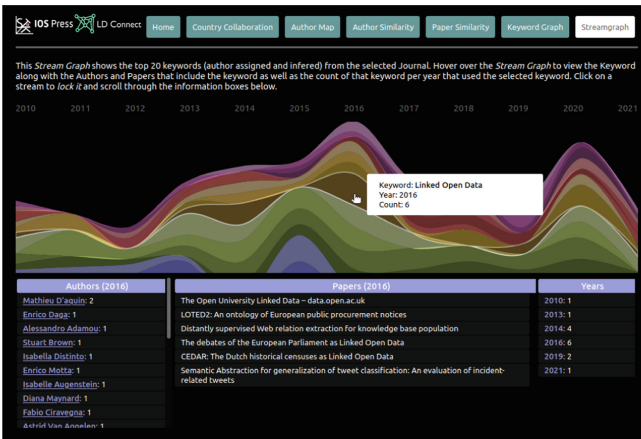 IOS Press LD Connect Home Country Collaboration Author Map Author Similarity Paper Similarity Keyword Graph Streamgraph
This Stream Graph shows the top 20 keywords (author assigned and infered) from the selected Journal. Hover over the Stream Graph to view the Keyword
along with the Authors and Papers that include the keyword as well as the count of that keyword per year that used the selected keyword. Click on a
stream to lock it and scroll through the information boxes below.
2010 2011 2012 2013 2014 2015 2016 2017 2018 2019 2020 2021
Keyword: Linked Open Data
Year: 2016
Count: 6
Authors (2016)
Mathieu D'aquin: 2
Enrico Daga: 1
Alessandro Adamou: 1
Stuart Brown: 1
Isabella Distinto: 1
Enrico Motta: 1
Isabelle Augenstein: 1
Diana Maynard: 1
Fabio Ciravegna: 1
Astrid Van Aggelen: 1
Papers (2016)
The Open University Linked Data – data.open.ac.uk
LOTED2: An ontology of European public procurement notices
Distantly supervised Web relation extraction for knowledge base population
The debates of the European Parliament as Linked Open Data
CEDAR: The Dutch historical censuses as Linked Open Data
Semantic Abstraction for generalization of tweet classification: An evaluation of incident-
related tweets
Years
2010: 1
2013: 1
2014: 4
2016: 6
2019: 2
2021: 1